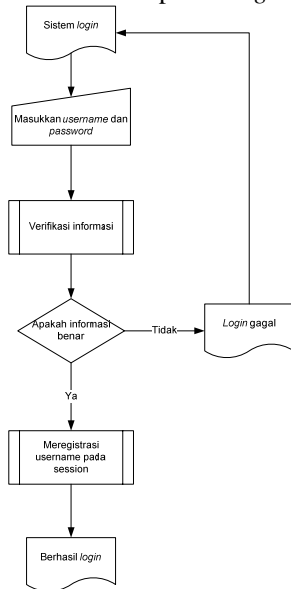 Sistem login
Masukkan username dan
password
Verifikasi informasi
Apakah informasi
benar
Tidak
Login gagal
Ya
Meregistrasi
username pada
session
Berhasil login